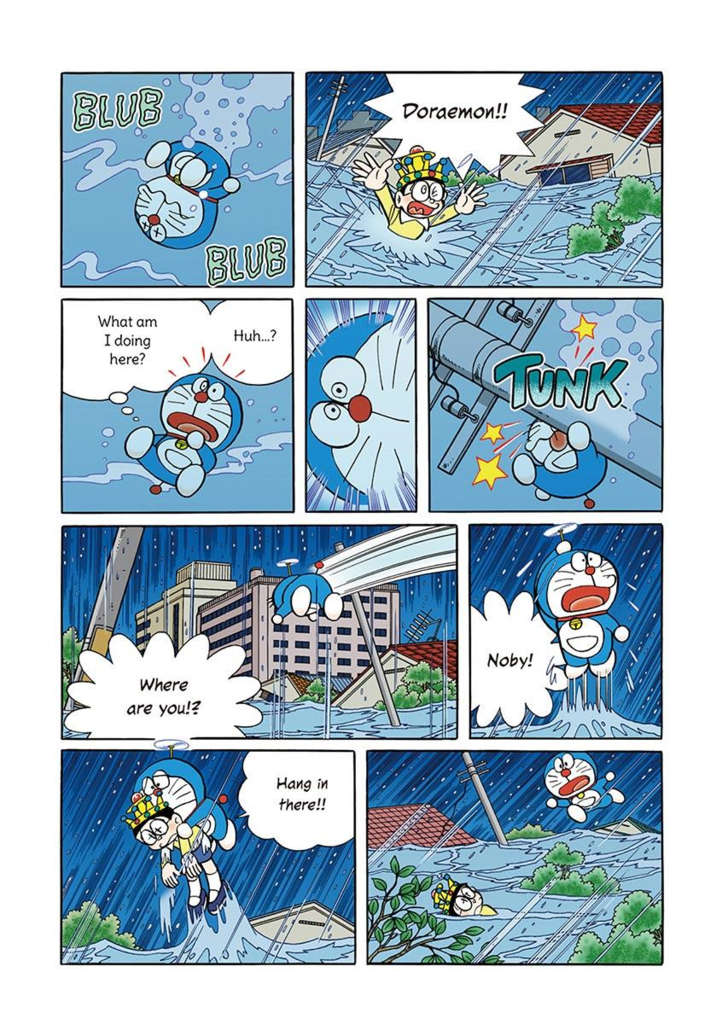 Doraemon!!
BLUB
BLUB
TUNK
Huh...?
What am
I doing
here?
Noby!
Where
are you!?
Hang in
there!!